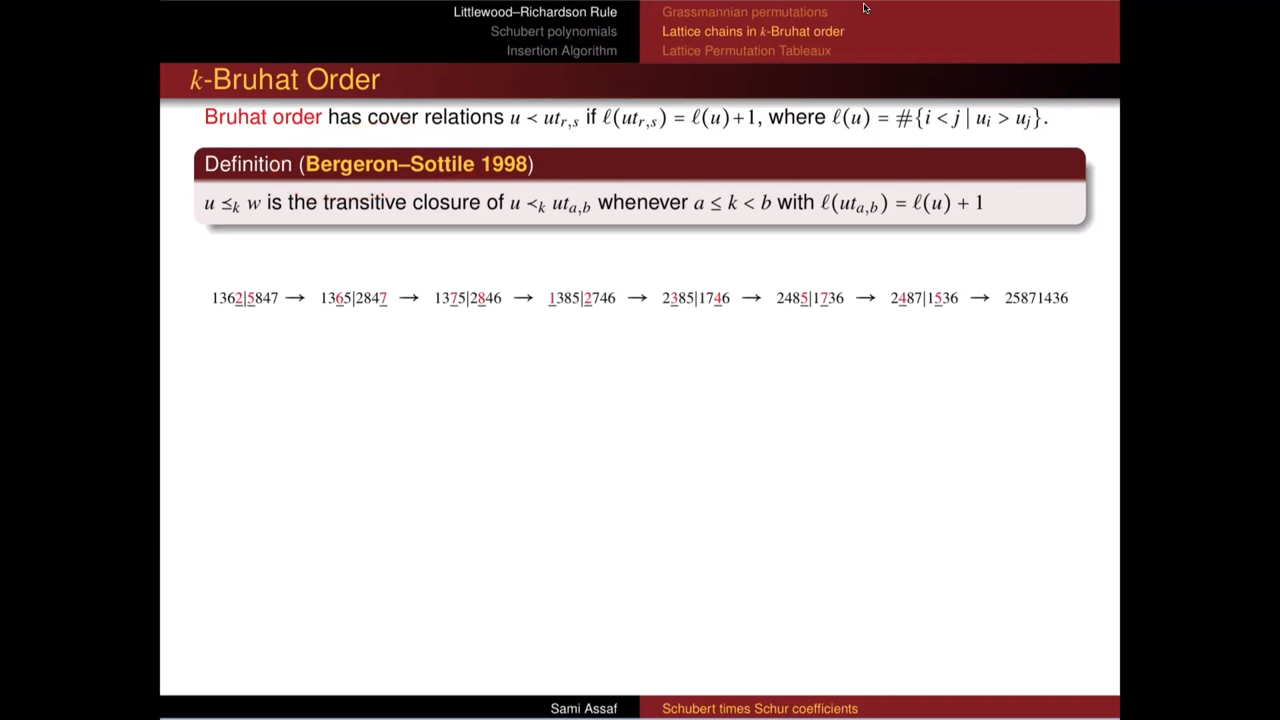 Littlewood–Richardson Rule
Schubert polynomials
Insertion Algorithm
Grassmannian permutations
Lattice chains in k-Bruhat order
Lattice Permutation Tableaux
k-Bruhat Order
Bruhat order has cover relations u < ut_{r,s} if ℓ(ut_{r,s}) = ℓ(u)+1, where ℓ(u) = #{i < j | u_i > u_j}.
Definition (Bergeron–Sottile 1998)
u ≤_k w is the transitive closure of u <_k ut_{a,b} whenever a ≤ k < b with ℓ(ut_{a,b}) = ℓ(u) + 1
1362|5847 → 1365|2847 → 1375|2846 → 1385|2746 → 2385|1746 → 2485|1736 → 2487|1536 → 25871436
Sami Assaf
Schubert times Schur coefficients